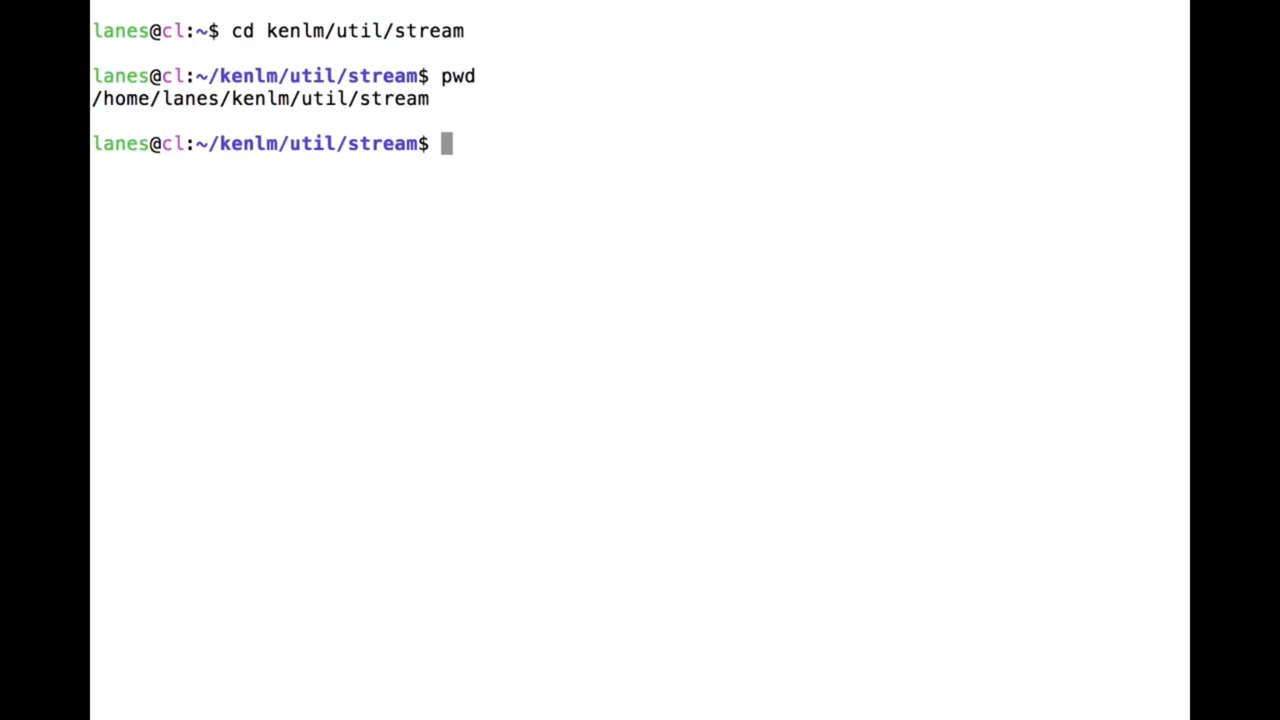 lanes@cl:~$ cd kenlm/util/stream
lanes@cl:~/kenlm/util/stream$ pwd
/home/lanes/kenlm/util/stream
lanes@cl:~/kenlm/util/stream$